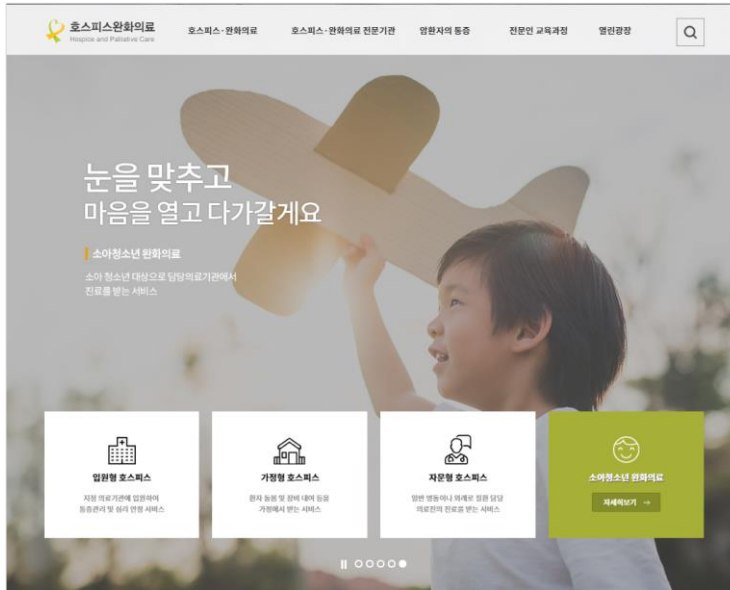 호스피스완화의료
Hospice and Palliative Care
호스피스·완화의료
호스피스·완화의료 전문기관
암환자의 통증
전문인 교육과정
열린광장
눈을 맞추고
마음을 열고 다가갈게요
소아청소년 완화의료
소아 청소년 대상으로 담당의료기관에서
진료를 받는 서비스
입원형 호스피스
지정 의료기관에 입원하여
통증관리 및 심리 안정 서비스
가정형 호스피스
환자 돌봄 및 장비 대여 등을
가정에서 받는 서비스
자문형 호스피스
일반 병동이나 외래로 정환 담당
의료진의 진료를 받는 서비스
소아청소년 완화의료
자세히보기 →